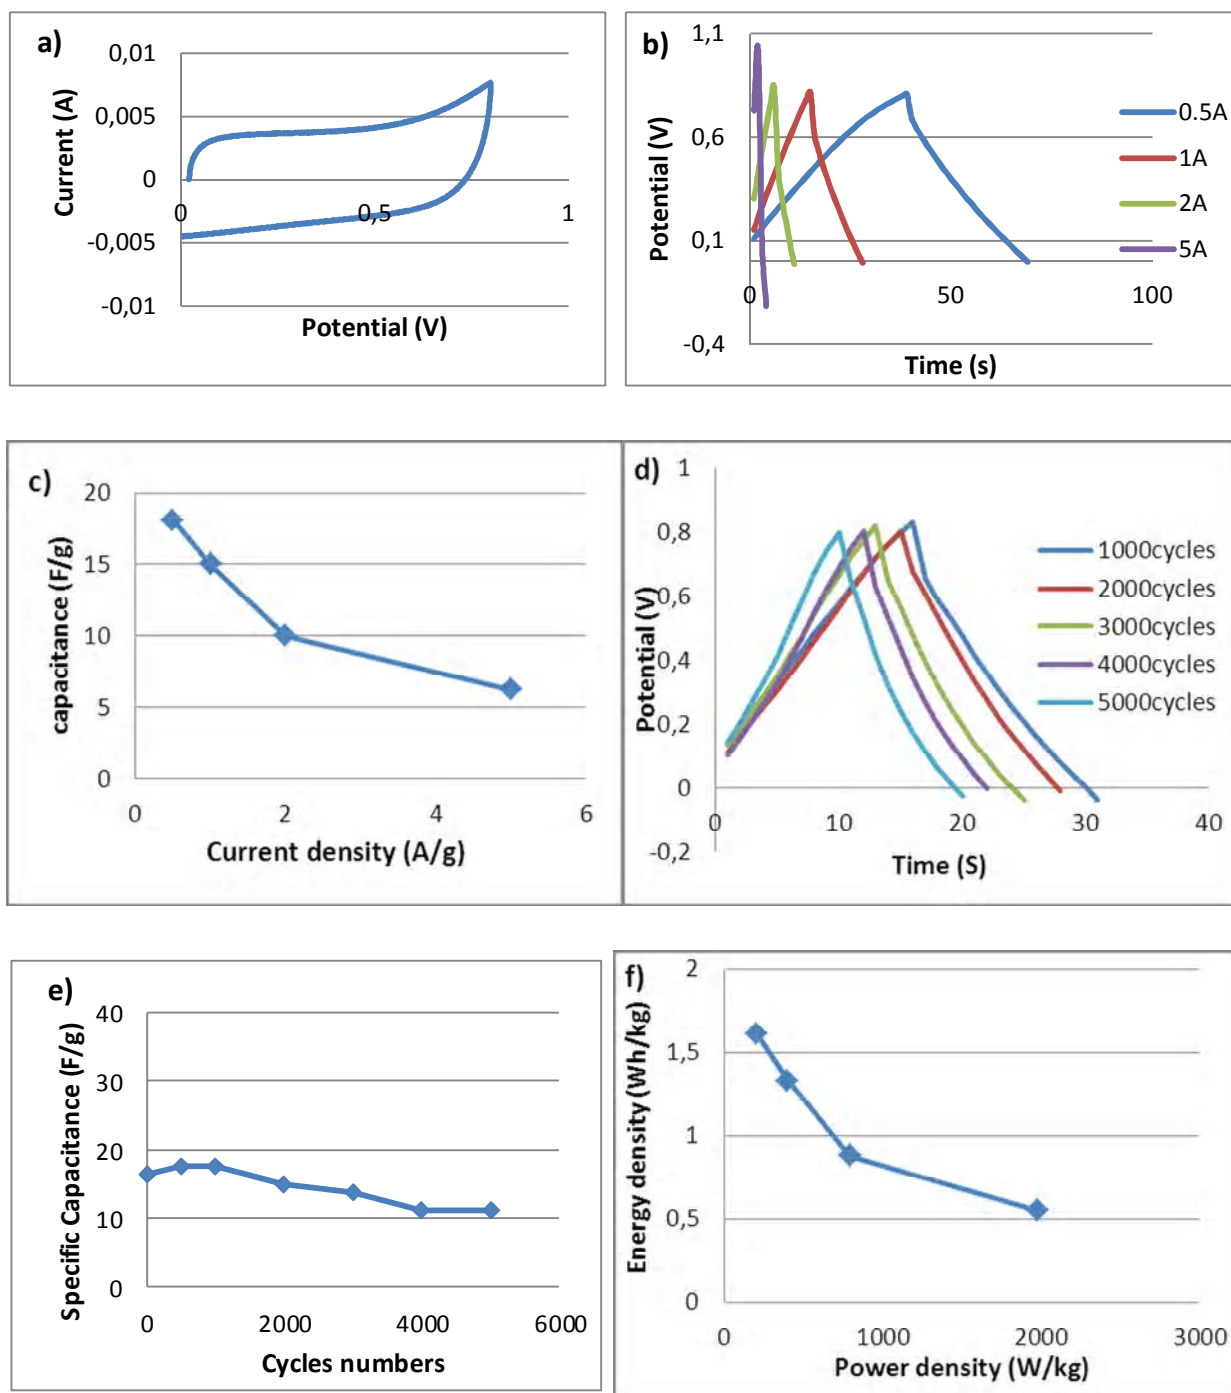 a)
Current (A)
0,01
0,005
0
-0,005
-0,01
0
0,5
1
Potential (V)
b)
Potential (V)
1,1
0,6
0,1
-0,4
0
50
100
Time (s)
0.5A
1A
2A
5A
c)
capacitance (F/g)
20
15
10
5
0
0
2
4
6
Current density (A/g)
d)
Potential (V)
1
0,8
0,6
0,4
0,2
0
-0,2
0
10
20
30
40
Time (S)
1000cycles
2000cycles
3000cycles
4000cycles
5000cycles
e)
Specific Capacitance (F/g)
40
30
20
10
0
0
2000
4000
6000
Cycles numbers
f)
Energy density (Wh/kg)
2
1,5
1
0,5
0
0
1000
2000
3000
Power density (W/kg)